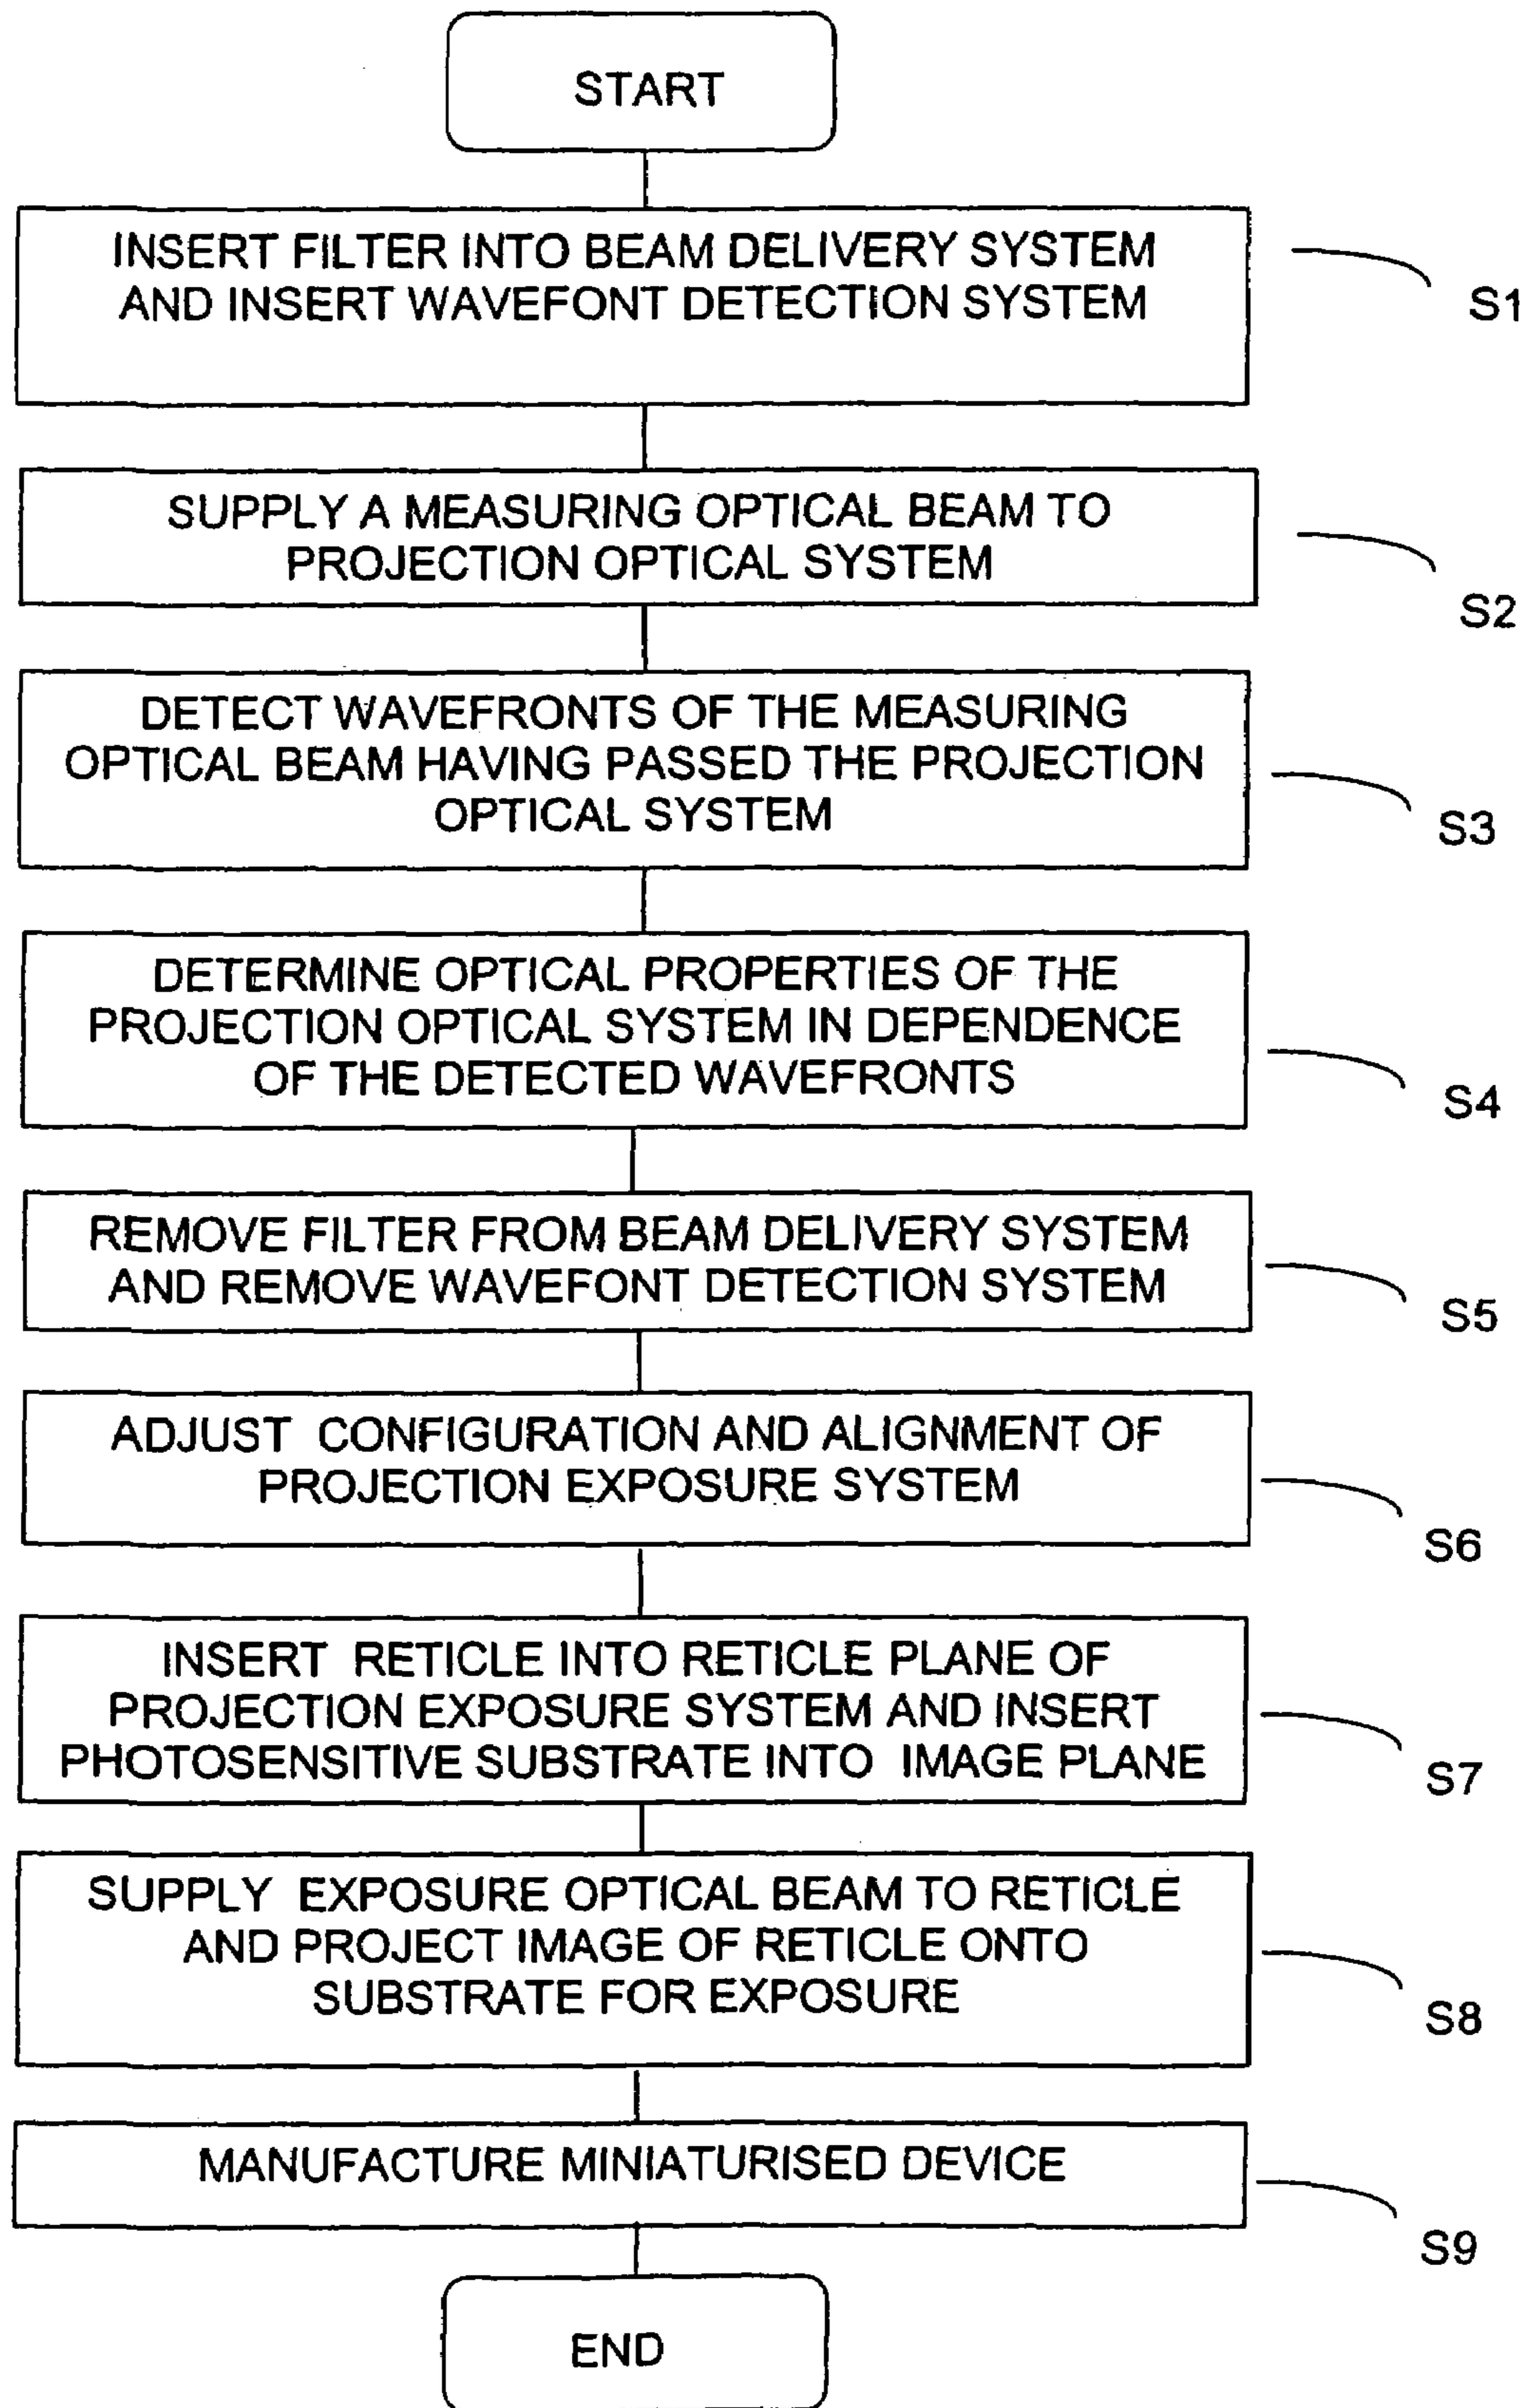 START
INSERT FILTER INTO BEAM DELIVERY SYSTEM
AND INSERT WAVEFONT DETECTION SYSTEM
S1
SUPPLY A MEASURING OPTICAL BEAM TO
PROJECTION OPTICAL SYSTEM
S2
DETECT WAVEFRONTS OF THE MEASURING
OPTICAL BEAM HAVING PASSED THE PROJECTION
OPTICAL SYSTEM
S3
DETERMINE OPTICAL PROPERTIES OF THE
PROJECTION OPTICAL SYSTEM IN DEPENDENCE
OF THE DETECTED WAVEFRONTS
S4
REMOVE FILTER FROM BEAM DELIVERY SYSTEM
AND REMOVE WAVEFONT DETECTION SYSTEM
S5
ADJUST CONFIGURATION AND ALIGNMENT OF
PROJECTION EXPOSURE SYSTEM
S6
INSERT RETICLE INTO RETICLE PLANE OF
PROJECTION EXPOSURE SYSTEM AND INSERT
PHOTOSENSITIVE SUBSTRATE INTO IMAGE PLANE
S7
SUPPLY EXPOSURE OPTICAL BEAM TO RETICLE
AND PROJECT IMAGE OF RETICLE ONTO
SUBSTRATE FOR EXPOSURE
S8
MANUFACTURE MINIATURISED DEVICE
S9
END